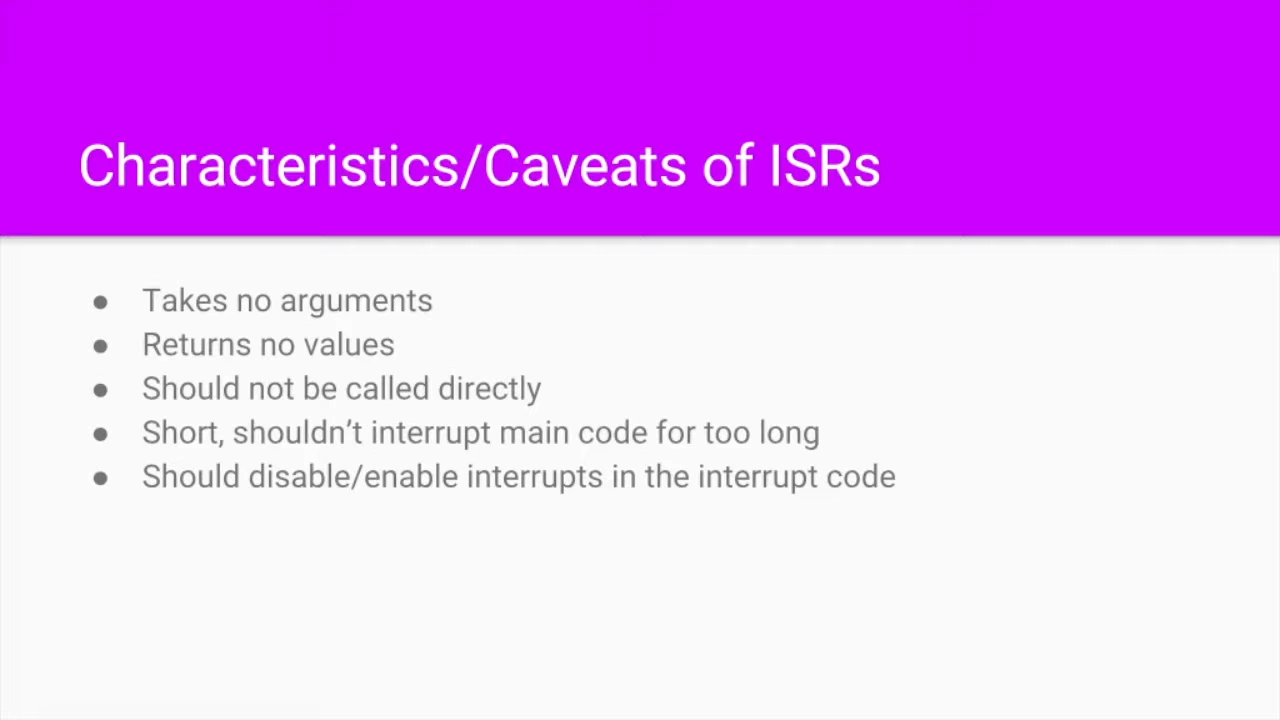 Characteristics/Caveats of ISRs
● Takes no arguments
● Returns no values
● Should not be called directly
● Short, shouldn’t interrupt main code for too long
● Should disable/enable interrupts in the interrupt code